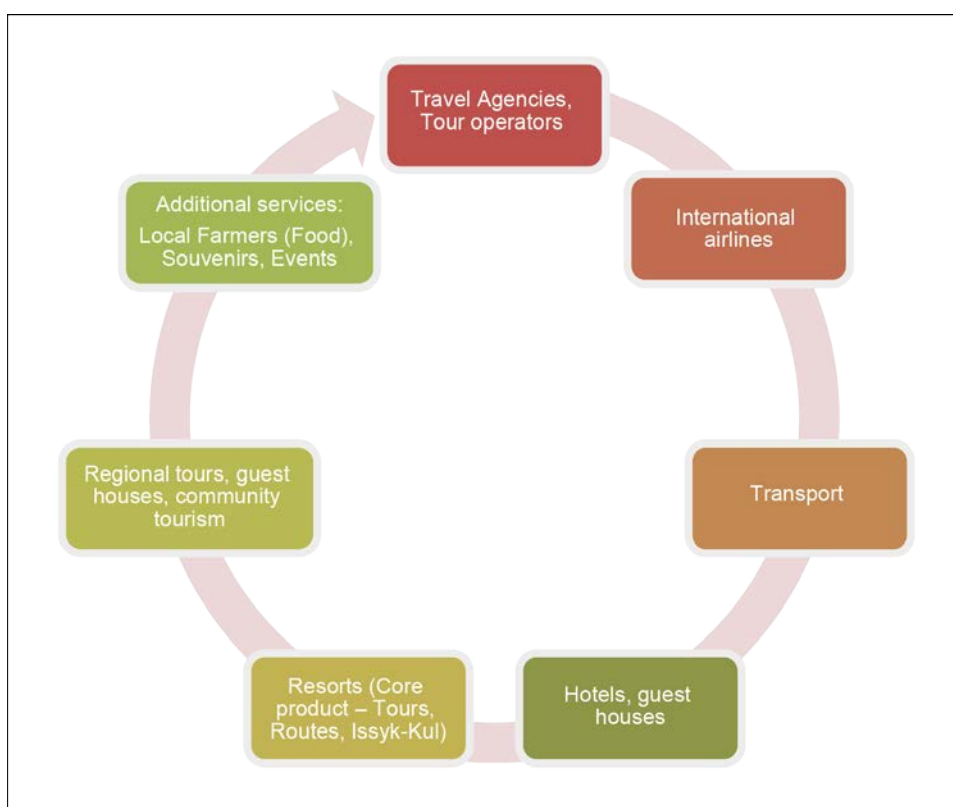 Travel Agencies,
Tour operators
International
airlines
Transport
Hotels, guest
houses
Resorts (Core
product – Tours,
Routes, Issyk-Kul)
Regional tours, guest
houses, community
tourism
Additional services:
Local Farmers (Food),
Souvenirs, Events